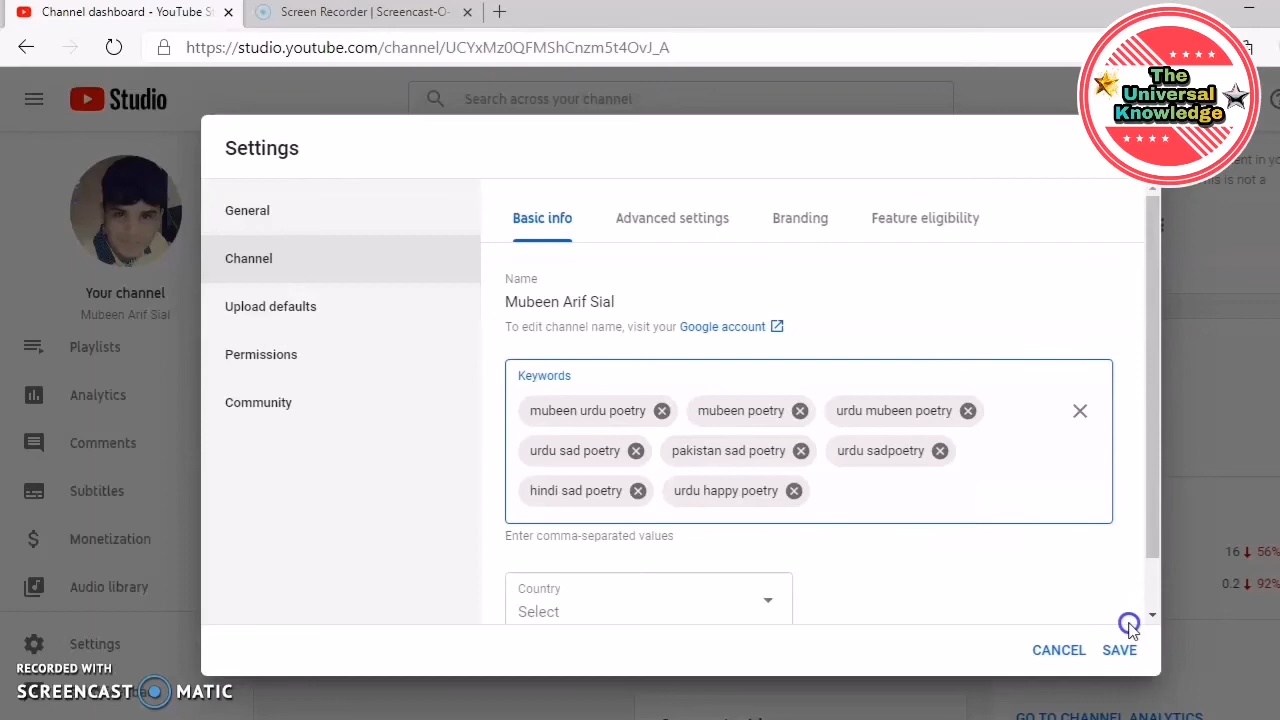 Channel dashboard - YouTube S
Screen Recorder | Screencast-O-
https://studio.youtube.com/channel/UCYxMz0QFMShCnzm5t4OvJ_A
The
Universal
Knowledge
Studio
Search across your channel
Settings
General
Channel
Upload defaults
Permissions
Community
Basic info
Advanced settings
Branding
Feature eligibility
Name
Mubeen Arif Sial
To edit channel name, visit your Google account
Keywords
mubeen urdu poetry
mubeen poetry
urdu mubeen poetry
urdu sad poetry
pakistan sad poetry
urdu sadpoetry
hindi sad poetry
urdu happy poetry
Enter comma-separated values
Country
Select
CANCEL
SAVE
Your channel
Mubeen Arif Sial
Playlists
Analytics
Comments
Subtitles
Monetization
Audio library
Settings
RECORDED WITH
SCREENCAST MATIC
16 56%
0.2 92%
GO TO CHANNEL ANALYTICS